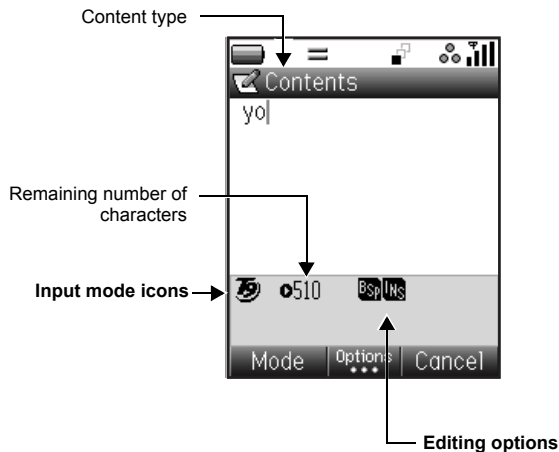 Content type
Contents
yo
Remaining number of
characters
Input mode icons
T9 510 BSp INs
Mode Options Cancel
Editing options